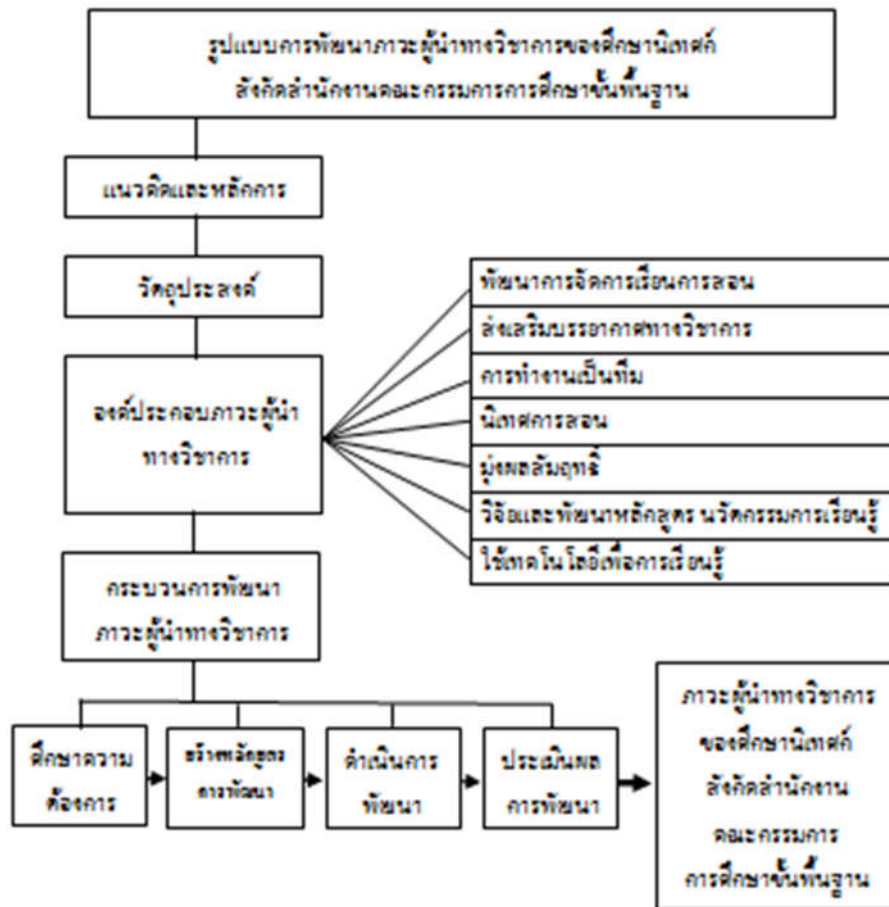 รูปแบบการพัฒนาภาวะผู้นำทางวิชาการของศึกษานิเทศก์
สังกัดสำนักงานคณะกรรมการการศึกษาขั้นพื้นฐาน
แนวคิดและหลักการ
วัตถุประสงค์
องค์ประกอบภาวะผู้นำ
ทางวิชาการ
พัฒนาการจัดการเรียนการสอน
ส่งเสริมบรรยากาศทางวิชาการ
การทำงานเป็นทีม
นิเทศการสอน
มุ่งผลสัมฤทธิ์
วิจัยและพัฒนาหลักสูตร นวัตกรรมการเรียนรู้
ใช้เทคโนโลยีเพื่อการเรียนรู้
กระบวนการพัฒนา
ภาวะผู้นำทางวิชาการ
ศึกษาความ
ต้องการ
สร้างหลักสูตร
การพัฒนา
ดำเนินการ
พัฒนา
ประเมินผล
การพัฒนา
ภาวะผู้นำทางวิชาการ
ของศึกษานิเทศก์
สังกัดสำนักงาน
คณะกรรมการ
การศึกษาขั้นพื้นฐาน